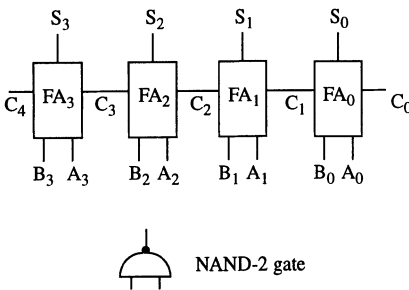 S3 S2 S1 S0
FA3 FA2 FA1 FA0
C4 C3 C2 C1 C0
B3 A3 B2 A2 B1 A1 B0 A0
NAND-2 gate